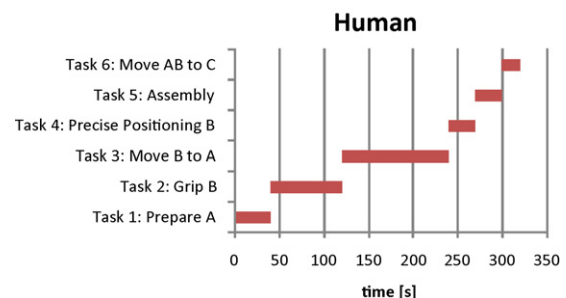 Human
Task 6: Move AB to C
Task 5: Assembly
Task 4: Precise Positioning B
Task 3: Move B to A
Task 2: Grip B
Task 1: Prepare A
0 50 100 150 200 250 300 350
time [s]